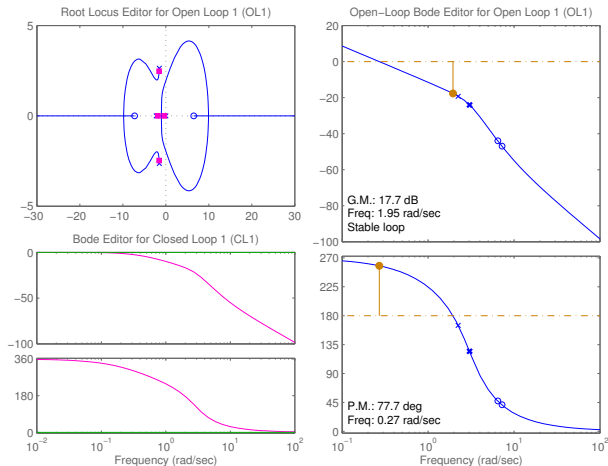 Root Locus Editor for Open Loop 1 (OL1)
5
0
−5
−30 −20 −10 0 10 20 30
Bode Editor for Closed Loop 1 (CL1)
0
−50
−100
360
270
180
90
0
10^−2 10^−1 10^0 10^1 10^2
Frequency (rad/sec)
Open−Loop Bode Editor for Open Loop 1 (OL1)
20
0
−20
−40
−60
−80
−100
G.M.: 17.7 dB
Freq: 1.95 rad/sec
Stable loop
270
225
180
135
90
45
0
P.M.: 77.7 deg
Freq: 0.27 rad/sec
10^−1 10^0 10^1 10^2
Frequency (rad/sec)